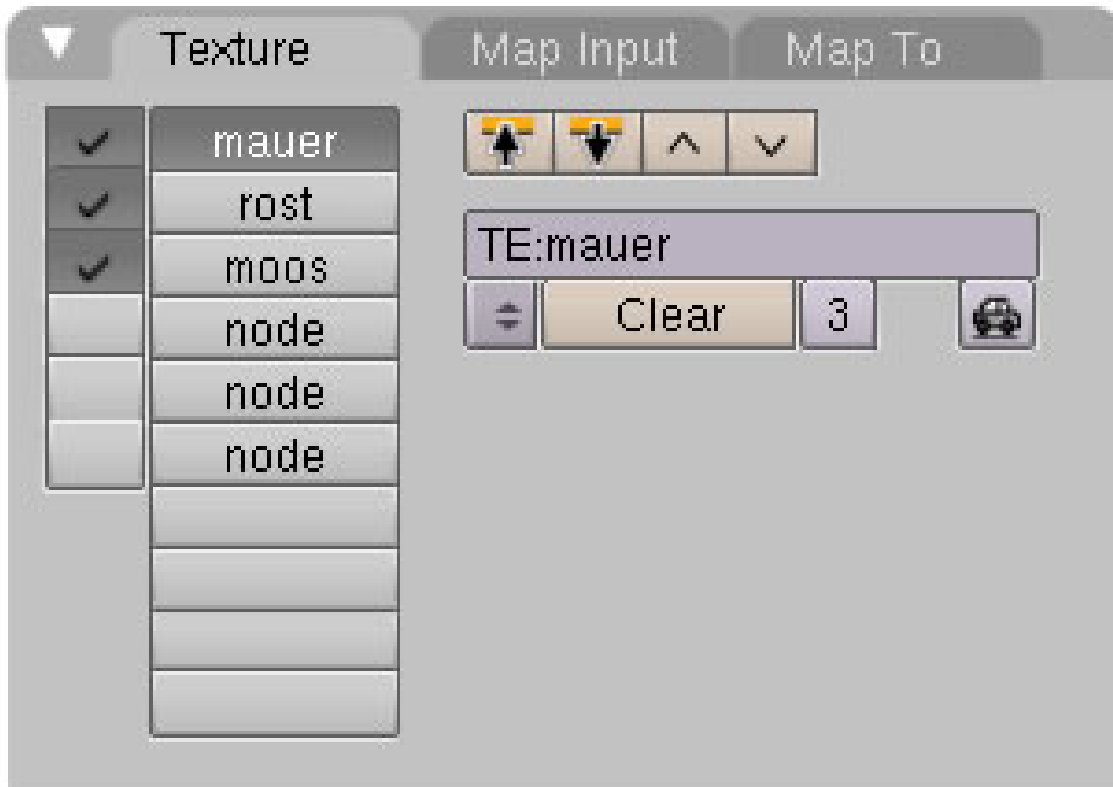 Texture Map Input Map To
mauer
rost
moos
node
node
node
TE:mauer
Clear 3